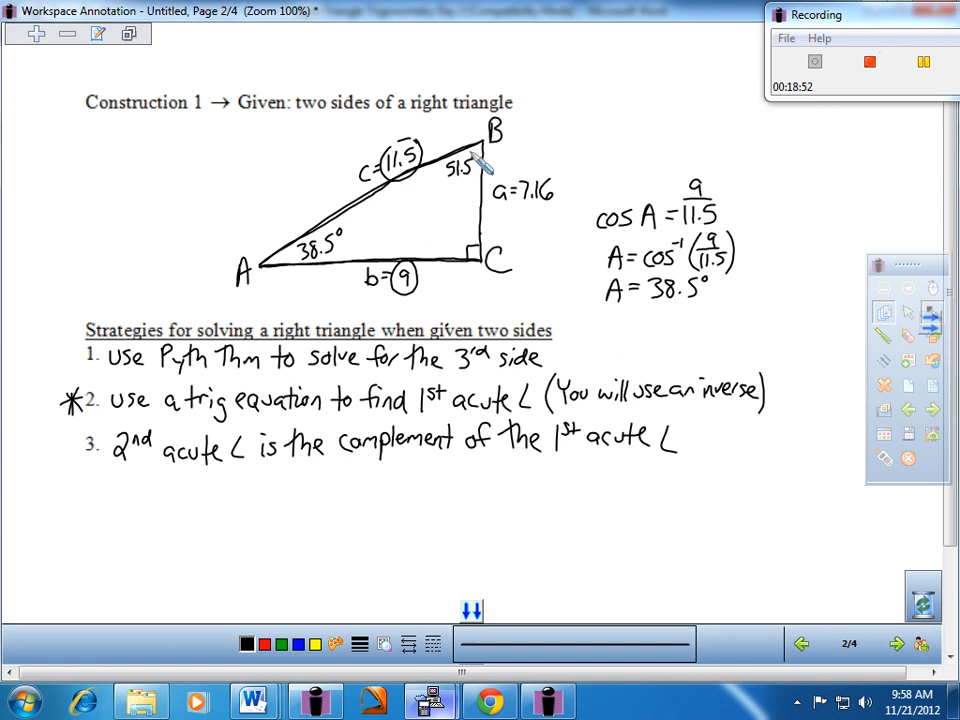 Workspace Annotation - Untitled, Page 2/4 (Zoom 100%) *
Recording
File Help
00:18:52
Construction 1 → Given: two sides of a right triangle
B
c=11.5
51.5
a=7.16
38.5°
A
b=9
C
cos A = 9/11.5
A = cos⁻¹(9/11.5)
A = 38.5°
Strategies for solving a right triangle when given two sides
1. Use Pyth Thm to solve for the 3rd side
*2. use a trig equation to find 1st acute ∠ (You will use an inverse)
3. 2nd acute ∠ is the complement of the 1st acute ∠
2/4
9:58 AM
11/21/2012